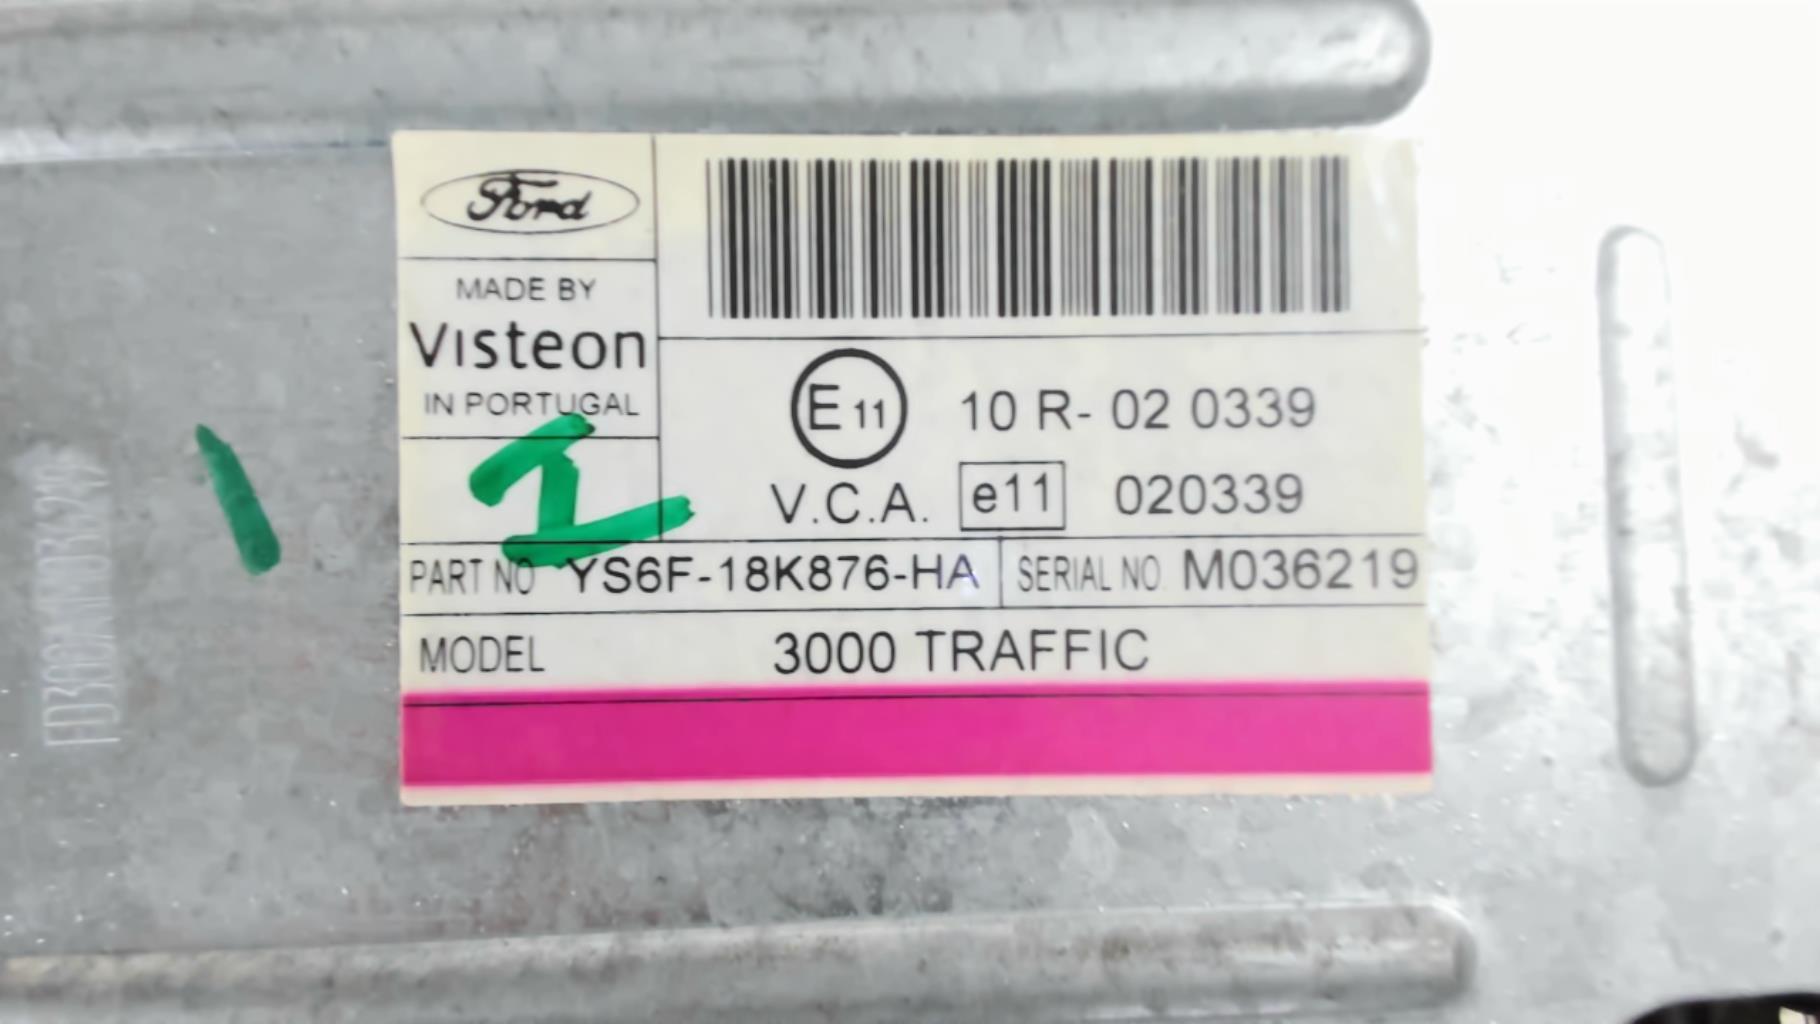 Ford
MADE BY
Visteon
IN PORTUGAL
E 11 10 R- 02 0339
V.C.A. e11 020339
I
PART NO YS6F-18K876-HA SERIAL NO. M036219
MODEL 3000 TRAFFIC